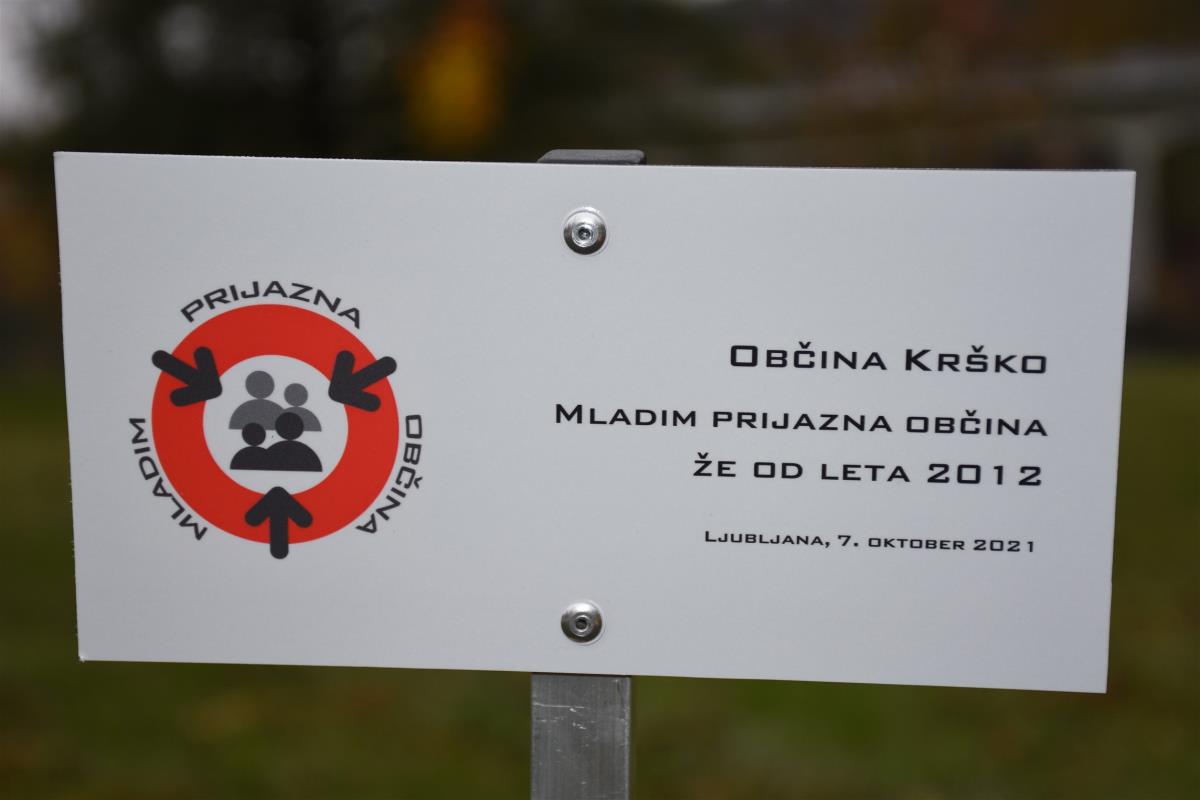 MLADIM PRIJAZNA OBČINA
OBČINA KRŠKO
MLADIM PRIJAZNA OBČINA
ŽE OD LETA 2012
LJUBLJANA, 7. OKTOBER 2021